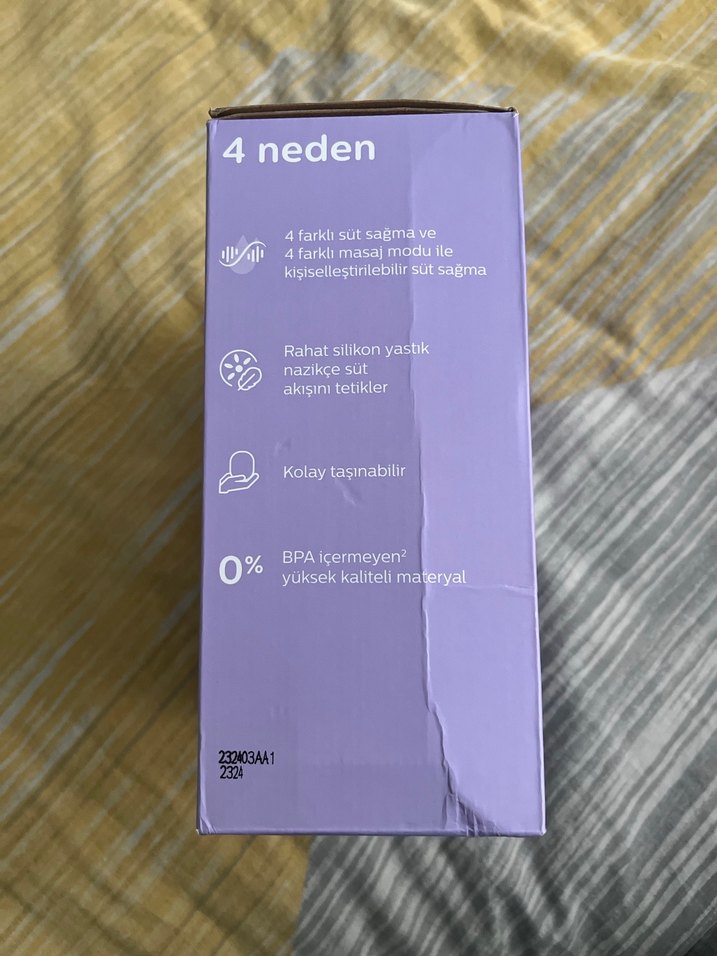 4 neden
4 farklı süt sağma ve
4 farklı masaj modu ile
kişiselleştirilebilir süt sağma
Rahat silikon yastık
nazikçe süt
akışını tetikler
Kolay taşınabilir
0%
BPA içermeyen²
yüksek kaliteli materyal
232403AA1
2324